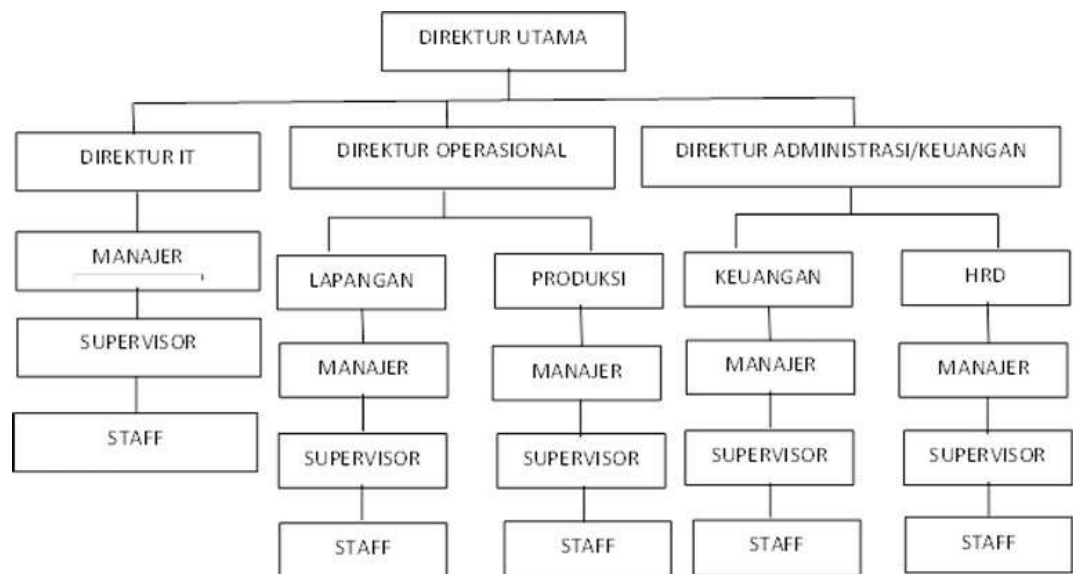 DIREKTUR UTAMA
DIREKTUR IT
DIREKTUR OPERASIONAL
DIREKTUR ADMINISTRASI/KEUANGAN
MANAJER
LAPANGAN
PRODUKSI
KEUANGAN
HRD
SUPERVISOR
MANAJER
MANAJER
MANAJER
MANAJER
STAFF
SUPERVISOR
SUPERVISOR
SUPERVISOR
SUPERVISOR
STAFF
STAFF
STAFF
STAFF